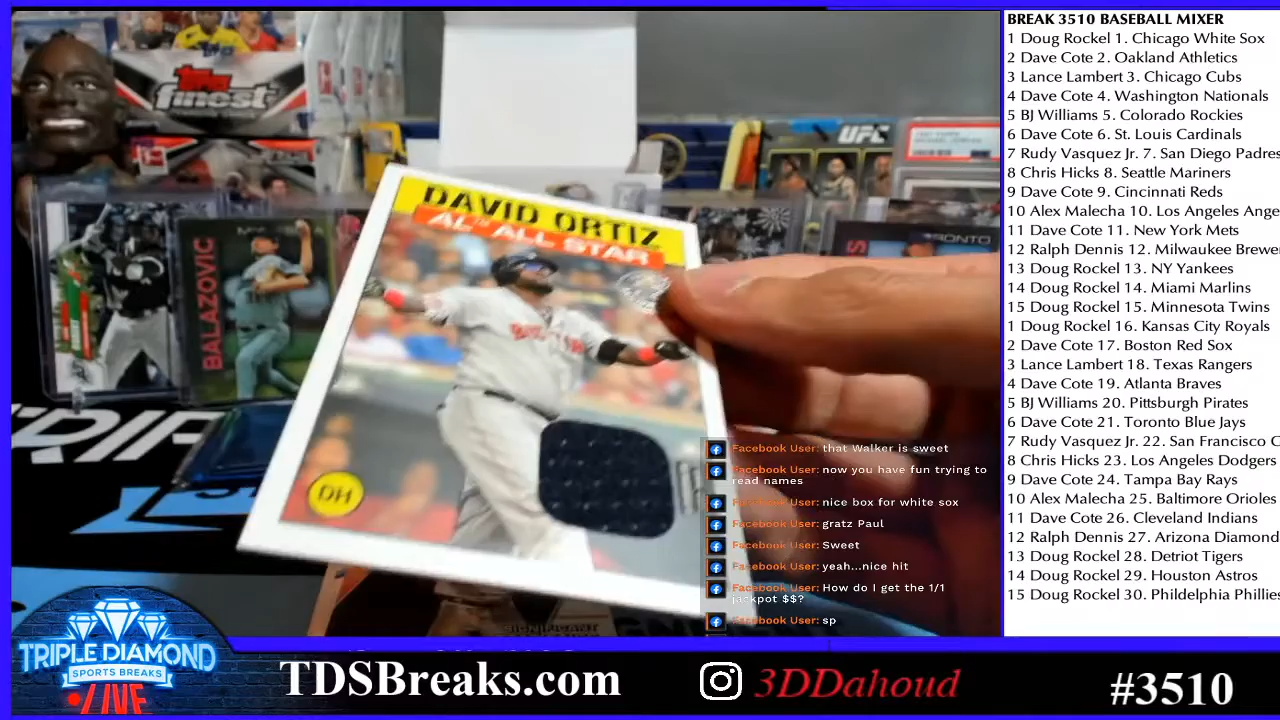 BREAK 3510 BASEBALL MIXER
1 Doug Rockel 1. Chicago White Sox
2 Dave Cote 2. Oakland Athletics
3 Lance Lambert 3. Chicago Cubs
4 Dave Cote 4. Washington Nationals
5 BJ Williams 5. Colorado Rockies
6 Dave Cote 6. St. Louis Cardinals
7 Rudy Vasquez Jr. 7. San Diego Padres
8 Chris Hicks 8. Seattle Mariners
9 Dave Cote 9. Cincinnati Reds
10 Alex Malecha 10. Los Angeles Ange
11 Dave Cote 11. New York Mets
12 Ralph Dennis 12. Milwaukee Brewe
13 Doug Rockel 13. NY Yankees
14 Doug Rockel 14. Miami Marlins
15 Doug Rockel 15. Minnesota Twins
1 Doug Rockel 16. Kansas City Royals
2 Dave Cote 17. Boston Red Sox
3 Lance Lambert 18. Texas Rangers
4 Dave Cote 19. Atlanta Braves
5 BJ Williams 20. Pittsburgh Pirates
6 Dave Cote 21. Toronto Blue Jays
7 Rudy Vasquez Jr. 22. San Francisco G
8 Chris Hicks 23. Los Angeles Dodgers
9 Dave Cote 24. Tampa Bay Rays
10 Alex Malecha 25. Baltimore Orioles
11 Dave Cote 26. Cleveland Indians
12 Ralph Dennis 27. Arizona Diamond
13 Doug Rockel 28. Detriot Tigers
14 Doug Rockel 29. Houston Astros
15 Doug Rockel 30. Philidelphia Phillies
Topps
finest
UFC
BALAZOVIC
DAVID ORTIZ
AL ALL STAR
DH
Facebook User: that Walker is sweet
Facebook User: now you have fun trying to
read names
Facebook User: nice box for white sox
Facebook User: gratz Paul
Facebook User: Sweet
Facebook User: yeah...nice hit
Facebook User: How do I get the 1/1
jackpot $$?
Facebook User: sp
TRIPLE DIAMOND
SPORTS BREAKS
LIVE
TDSBreaks.com
3DDahoud
#3510